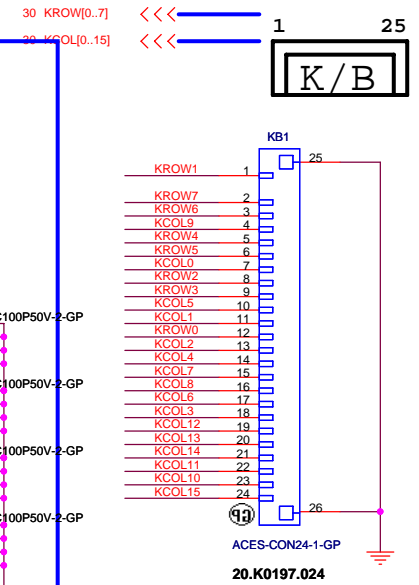 30 KROW[0..7]
30 KCOL[0..15]
1 25
K/B
KB1
25
KROW1 1
KROW7 2
KROW6 3
KCOL9 4
KROW4 5
KROW5 6
KCOL0 7
KROW2 8
KROW3 9
KCOL5 10
KCOL1 11
KROW0 12
KCOL2 13
KCOL4 14
KCOL7 15
KCOL8 16
KCOL6 17
KCOL3 18
KCOL12 19
KCOL13 20
KCOL14 21
KCOL11 22
KCOL10 23
KCOL15 24
C100P50V-2-GP
C100P50V-2-GP
C100P50V-2-GP
C100P50V-2-GP
26
ACES-CON24-1-GP
20.K0197.024